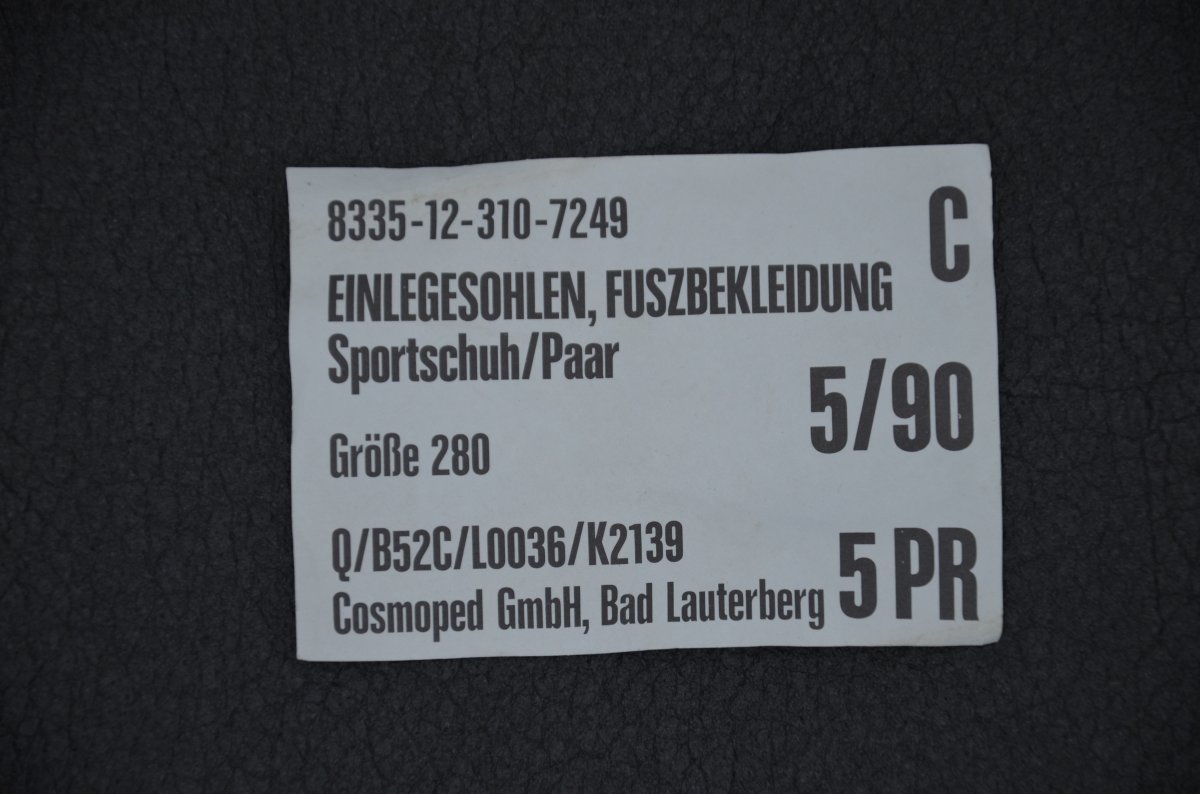 8335-12-310-7249
C
EINLEGESOHLEN, FUSZBEKLEIDUNG
Sportschuh/Paar
5/90
Größe 280
Q/B52C/L0036/K2139
Cosmoped GmbH, Bad Lauterberg
5 PR